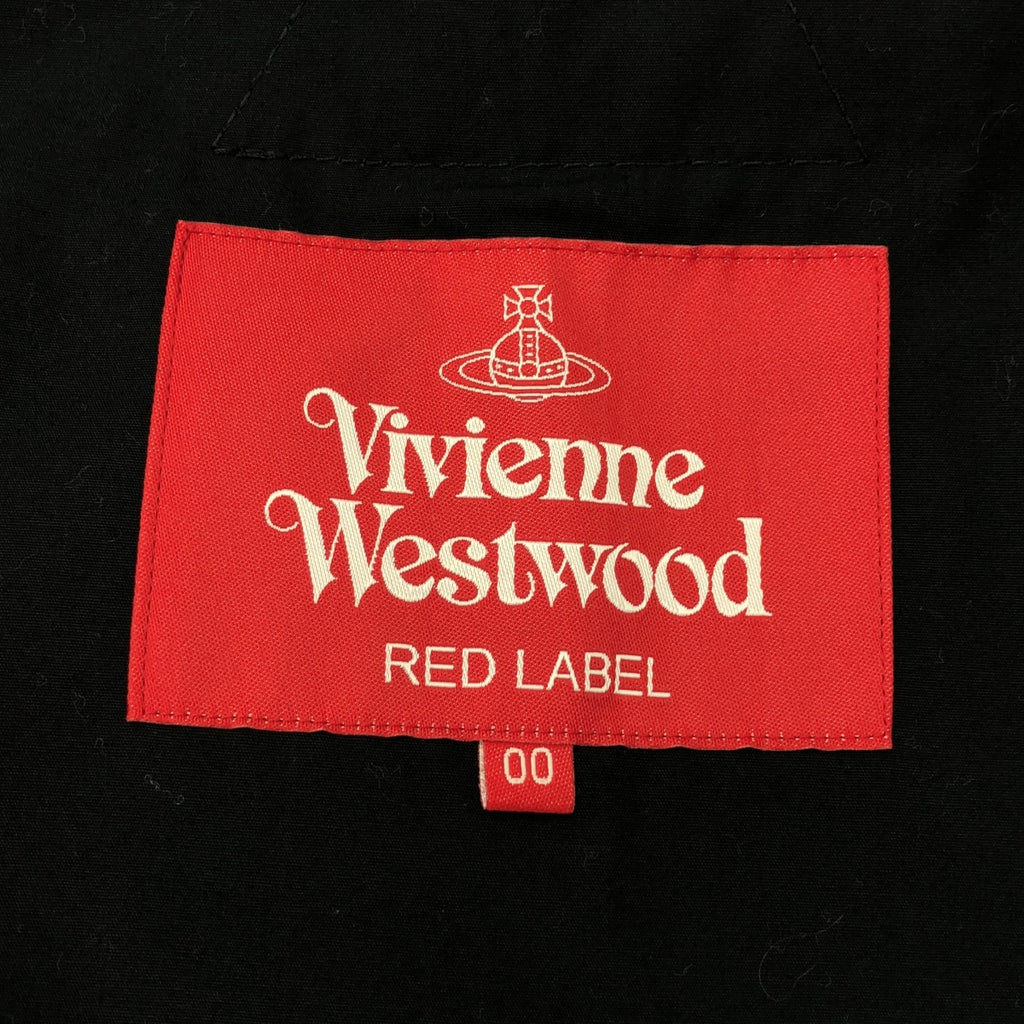 Vivienne
Westwood
RED LABEL
00